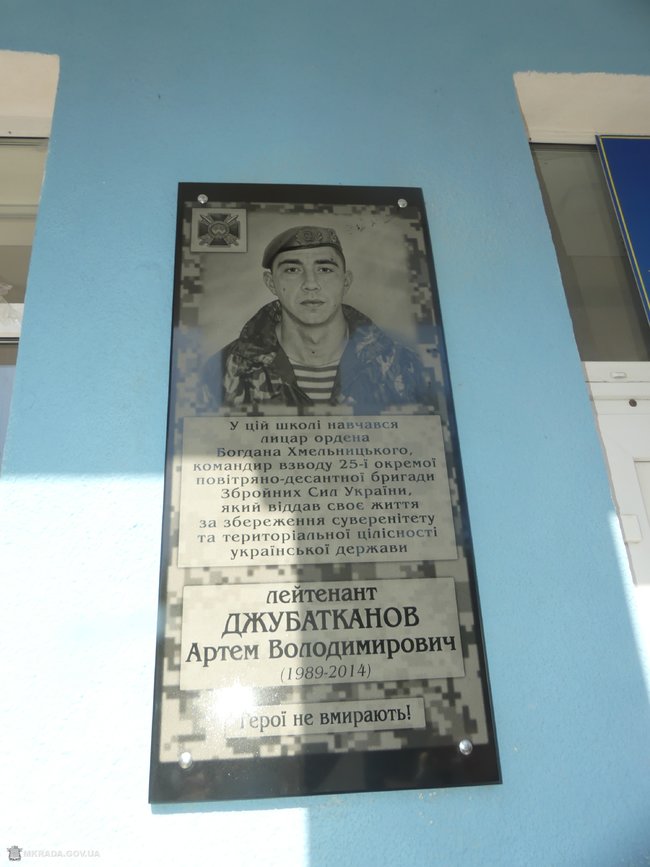 У цій школі навчався
лицар ордена
Богдана Хмельницького,
командир взводу 25-ї окремої
повітряно-десантної бригади
Збройних Сил України,
який віддав своє життя
за збереження суверенітету
та територіальної цілісності
української держави
лейтенант
ДЖУБАТКАНОВ
Артем Володимирович
(1989-2014)
Герої не вмирають!
MKRADA.GOV.UA